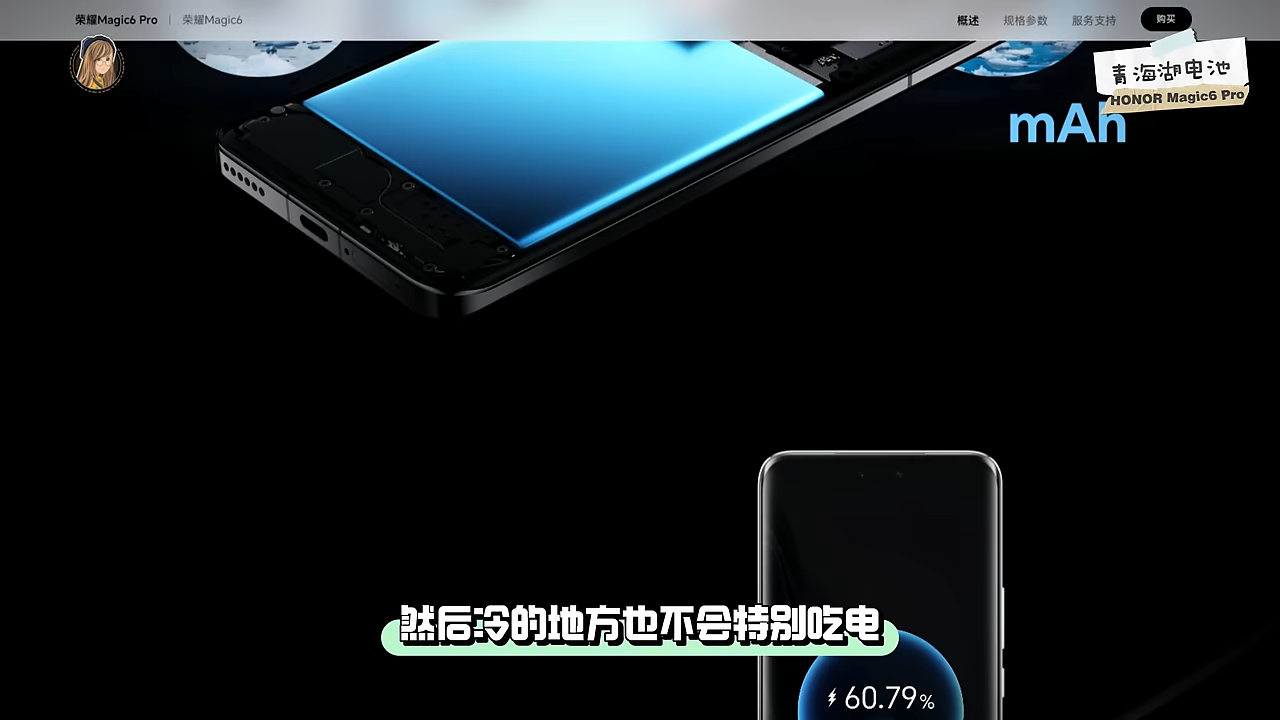 荣耀Magic6 Pro | 荣耀Magic6
概述 规格参数 服务支持 购买
青海湖电池
HONOR Magic6 Pro
mAh
然后冷的地方也不会特别吃电
60.79%